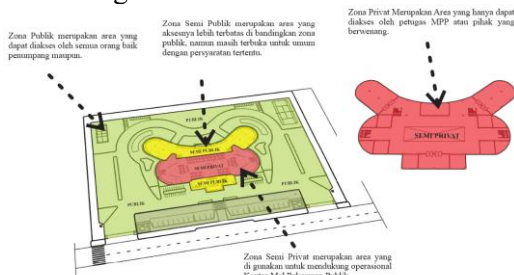 Zona Publik merupakan area yang
dapat diakses oleh semua orang baik
penumpang maupun.
Zona Semi Publik merupakan area yang
aksesnya lebih terbatas di bandingkan zona
publik, namun masih terbuka untuk umum
dengan persyaratan tertentu.
Zona Privat Merupakan Area yang hanya dapat
diakses oleh petugas MPP atau pihak yang
berwenang.
PUBLIK
SEMI PUBLIK
SEMI PRIVAT
SEMI PUBLIK
PUBLIK
PUBLIK
SEMI PRIVAT
Zona Semi Privat merupakan area yang
di gunakan untuk mendukung operasional